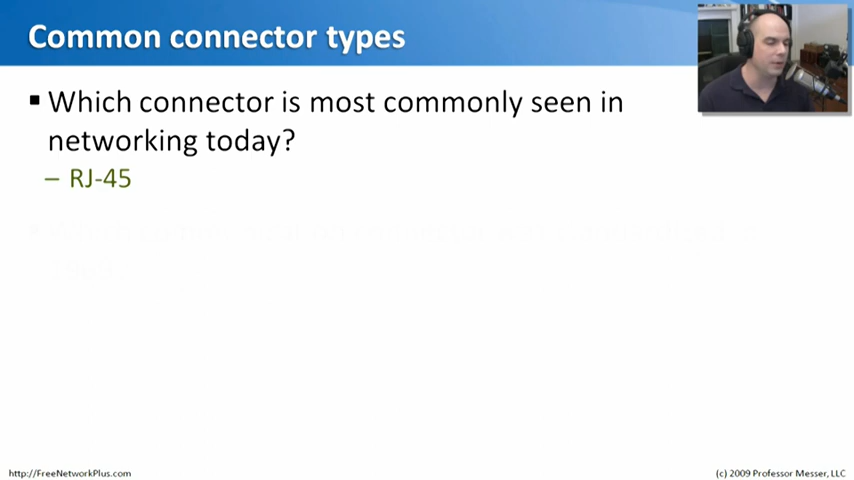 Common connector types
▪ Which connector is most commonly seen in
networking today?
– RJ-45
http://FreeNetworkPlus.com
(c) 2009 Professor Messer, LLC